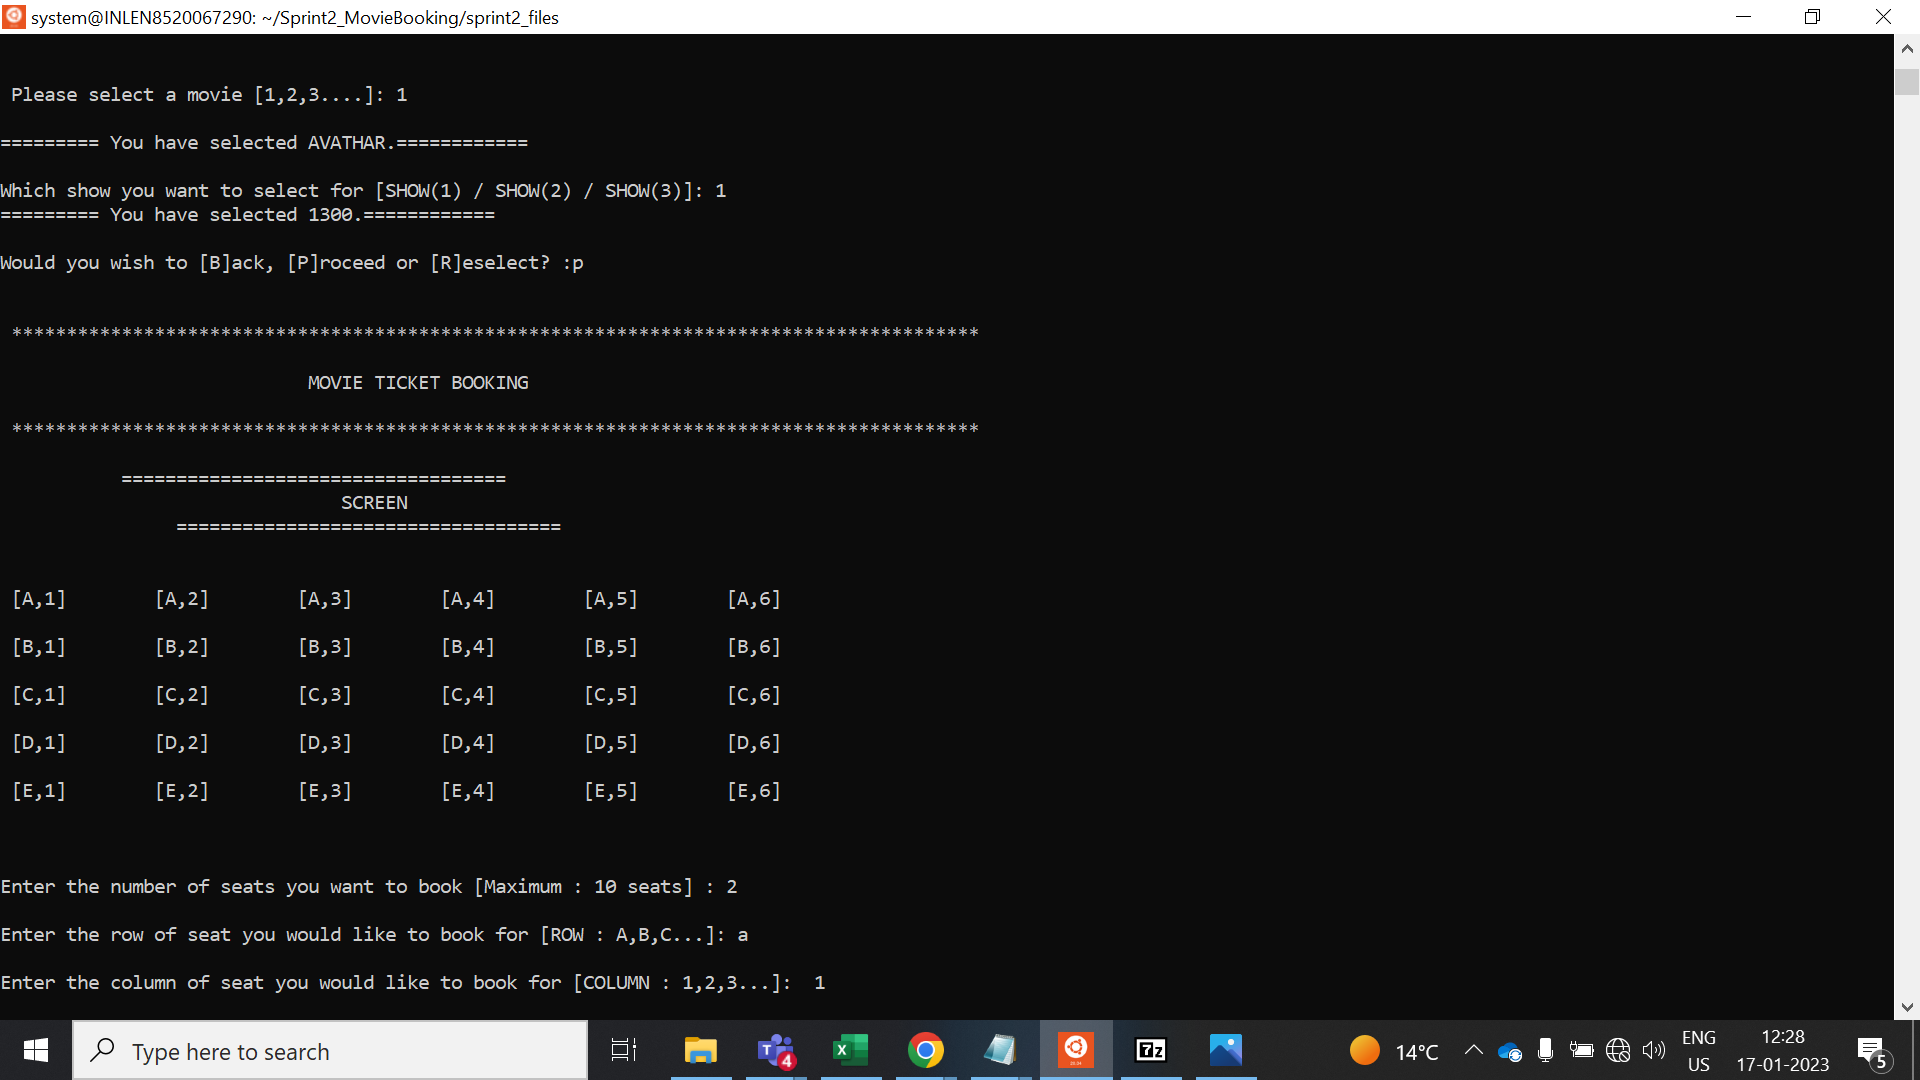 system@INLEN8520067290: ~/Sprint2_MovieBooking/sprint2_files
Please select a movie [1,2,3....]: 1
========= You have selected AVATHAR.============
Which show you want to select for [SHOW(1) / SHOW(2) / SHOW(3)]: 1
========= You have selected 1300.============
Would you wish to [B]ack, [P]roceed or [R]eselect? :p
****************************************************************************************
MOVIE TICKET BOOKING
****************************************************************************************
===================================
SCREEN
===================================
[A,1] [A,2] [A,3] [A,4] [A,5] [A,6]
[B,1] [B,2] [B,3] [B,4] [B,5] [B,6]
[C,1] [C,2] [C,3] [C,4] [C,5] [C,6]
[D,1] [D,2] [D,3] [D,4] [D,5] [D,6]
[E,1] [E,2] [E,3] [E,4] [E,5] [E,6]
Enter the number of seats you want to book [Maximum : 10 seats] : 2
Enter the row of seat you would like to book for [ROW : A,B,C...]: a
Enter the column of seat you would like to book for [COLUMN : 1,2,3...]:  1
Type here to search
4
7z
14°C
ENG
US
12:28
17-01-2023
5